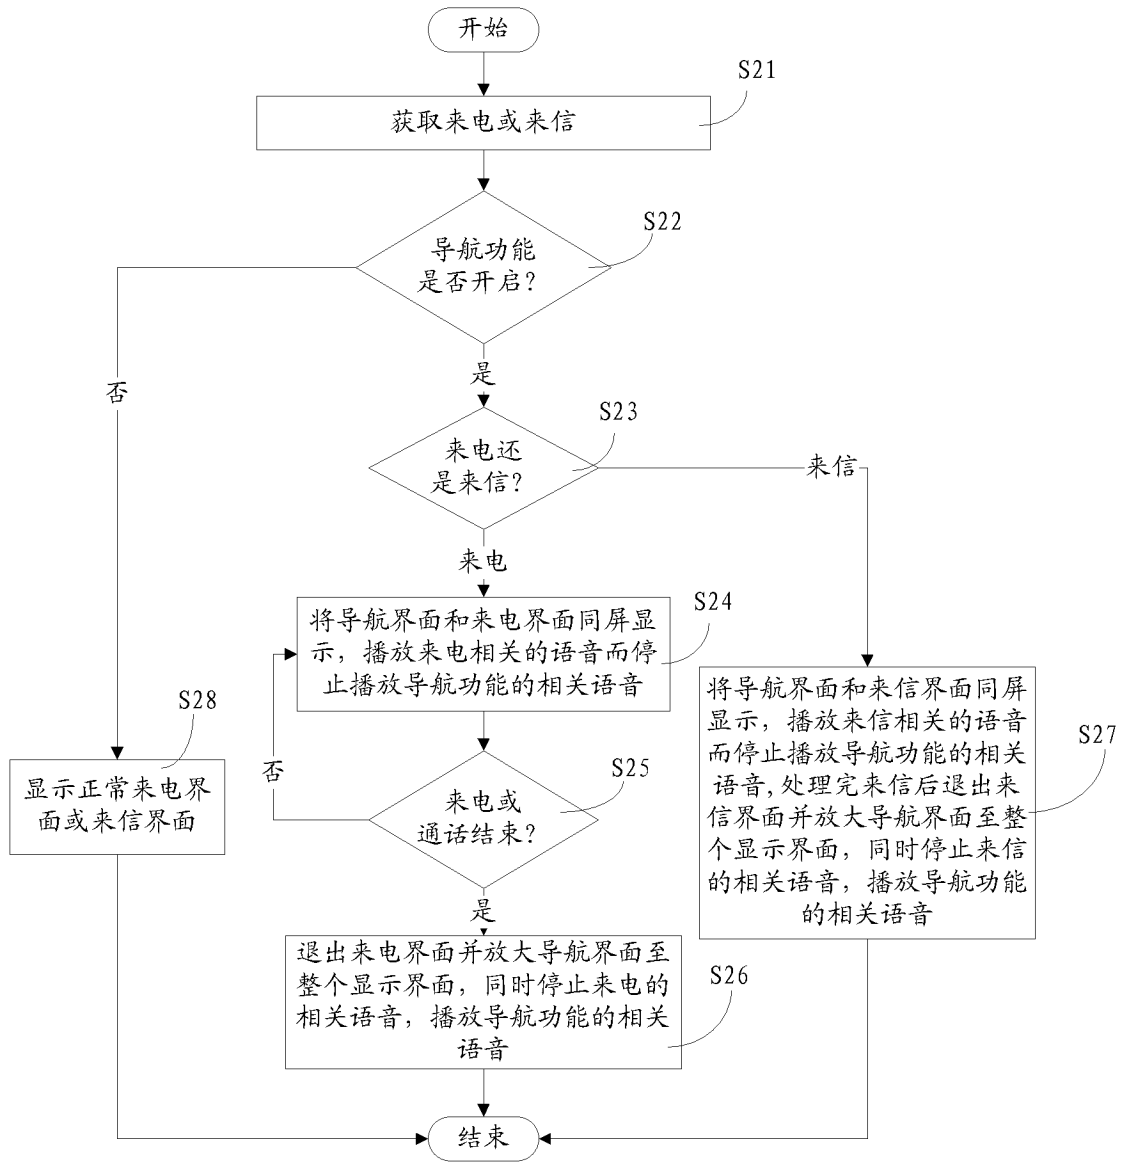 开始
S21
获取来电或来信
S22
导航功能
是否开启？
否
是
S23
来电还
是来信？
来信
来电
S24
将导航界面和来电界面同屏显
示，播放来电相关的语音而停
止播放导航功能的相关语音
S27
将导航界面和来信界面同屏
显示，播放来信相关的语音
而停止播放导航功能的相关
语音,处理完来信后退出来
信界面并放大导航界面至整
个显示界面，同时停止来信
的相关语音，播放导航功能
的相关语音
S28
显示正常来电界
面或来信界面
否
S25
来电或
通话结束？
是
S26
退出来电界面并放大导航界面至
整个显示界面，同时停止来电的
相关语音，播放导航功能的相关
语音
结束